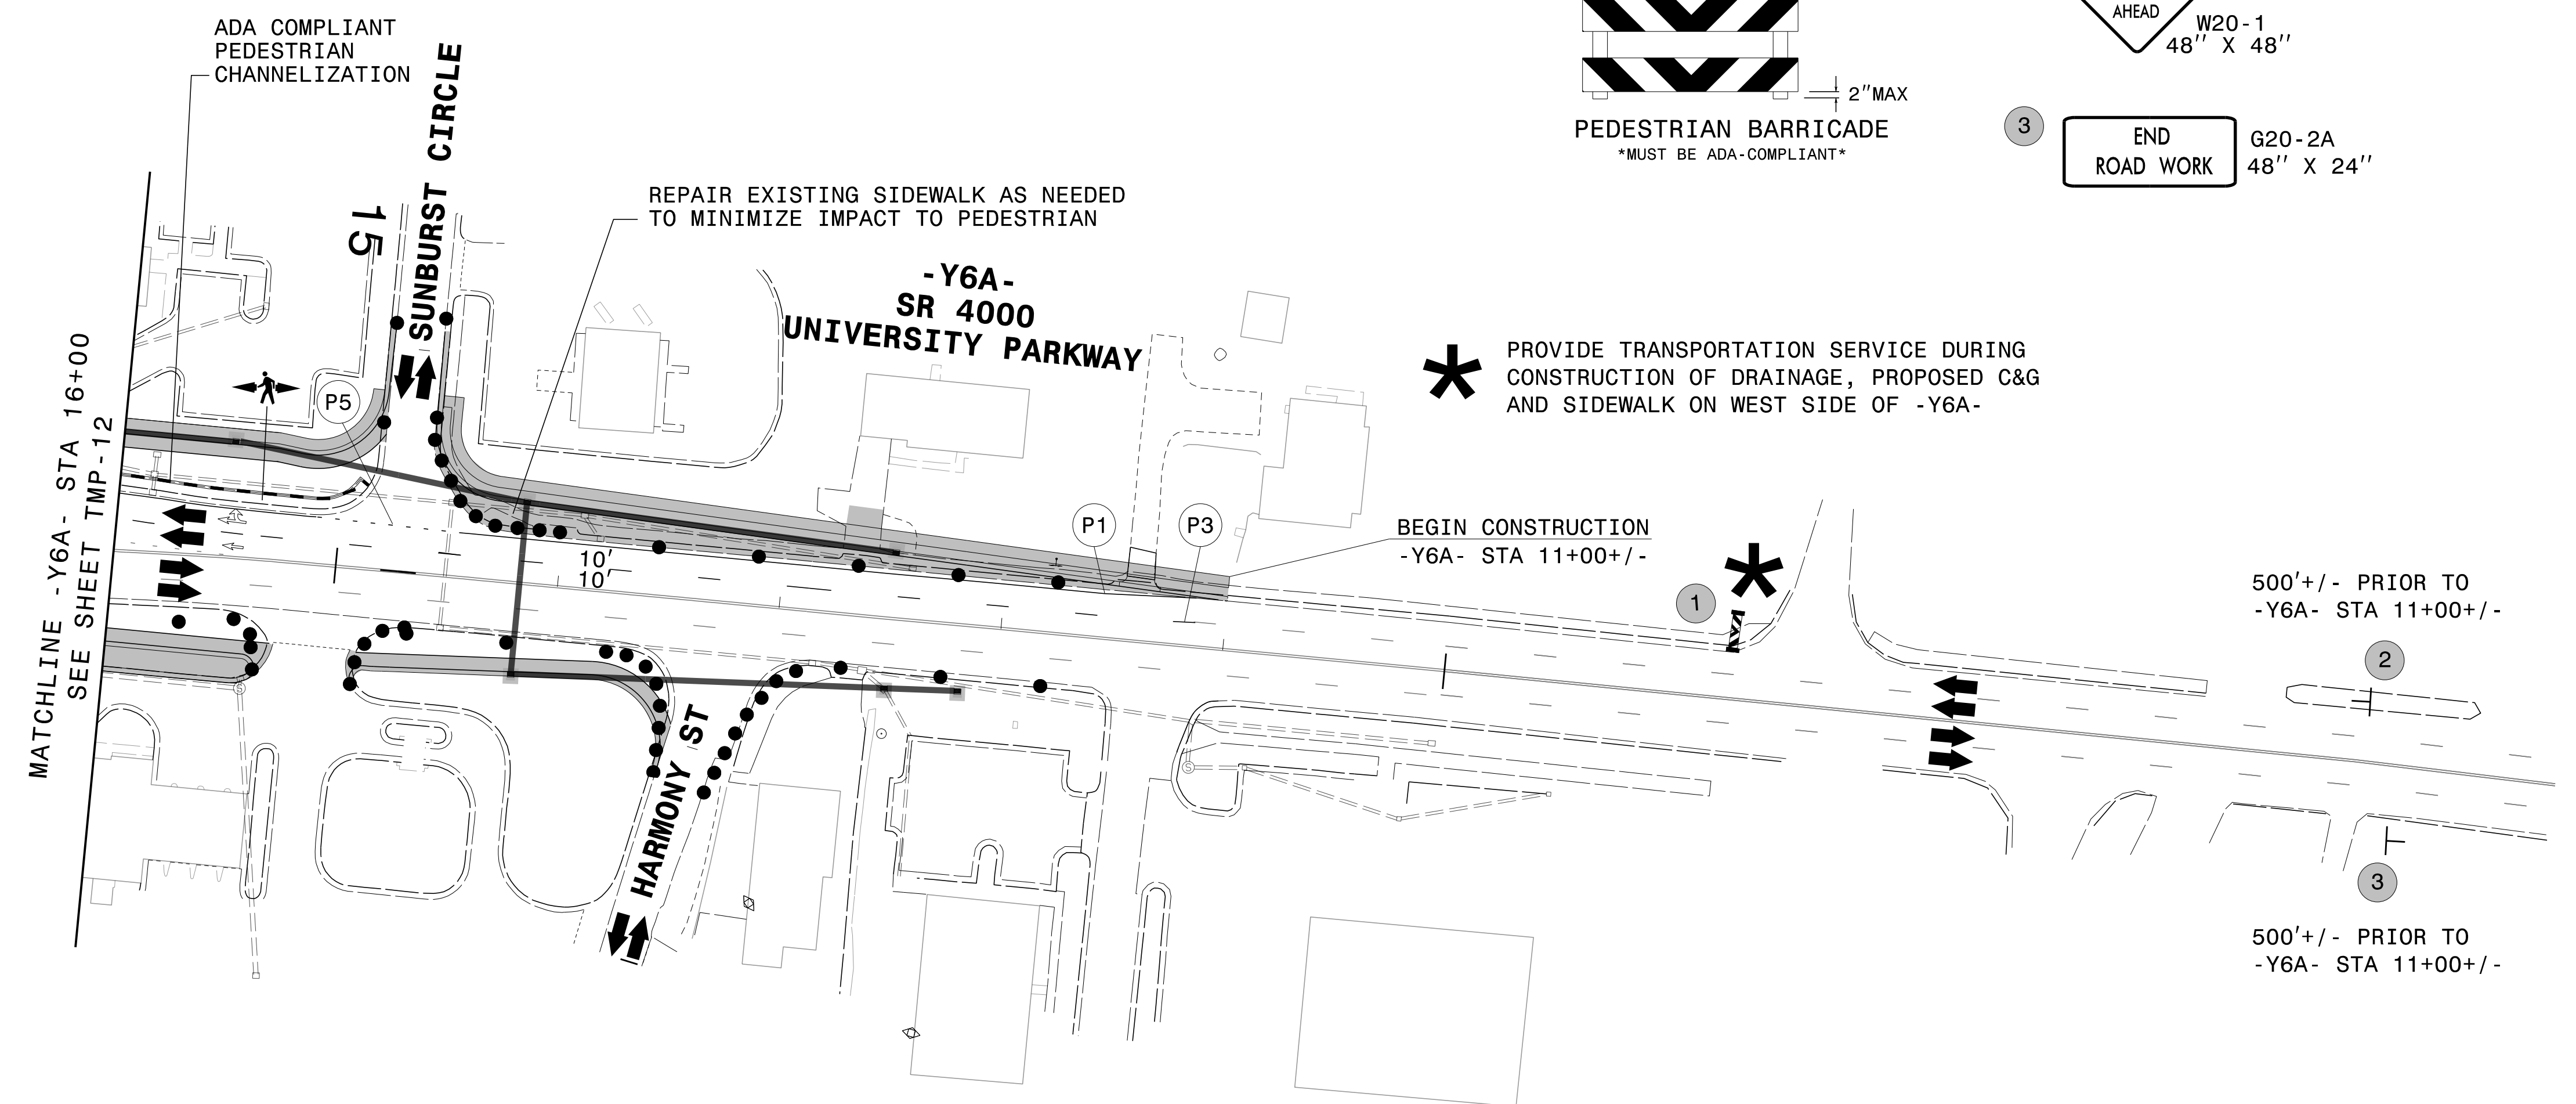 ADA COMPLIANT
PEDESTRIAN
CHANNELIZATION
SUNBURST CIRCLE
15
REPAIR EXISTING SIDEWALK AS NEEDED
TO MINIMIZE IMPACT TO PEDESTRIAN
-Y6A-
SR 4000
UNIVERSITY PARKWAY
2"MAX
PEDESTRIAN BARRICADE
*MUST BE ADA-COMPLIANT*
AHEAD
W20-1
48" X 48"
3
END
ROAD WORK
G20-2A
48" X 24"
* PROVIDE TRANSPORTATION SERVICE DURING
CONSTRUCTION OF DRAINAGE, PROPOSED C&G
AND SIDEWALK ON WEST SIDE OF -Y6A-
MATCHLINE -Y6A- STA 16+00
SEE SHEET TMP-12
P5
10'
10'
P1
P3
BEGIN CONSTRUCTION
-Y6A- STA 11+00+/-
1
*
500'+/- PRIOR TO
-Y6A- STA 11+00+/-
2
HARMONY ST
3
500'+/- PRIOR TO
-Y6A- STA 11+00+/-